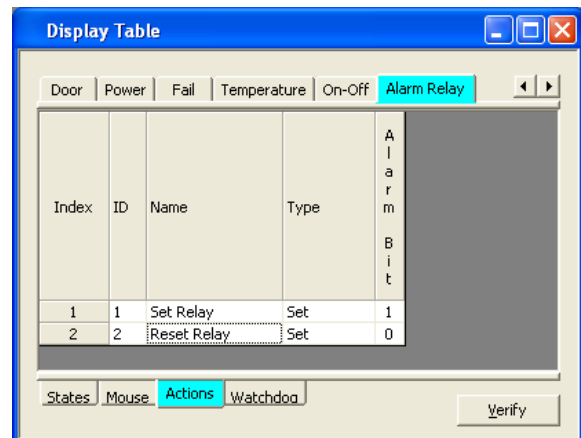 Display Table
Door Power Fail Temperature On-Off Alarm Relay
Index ID Name Type Alarm Bit
1 1 Set Relay Set 1
2 2 Reset Relay Set 0
States Mouse Actions Watchdog
Verify